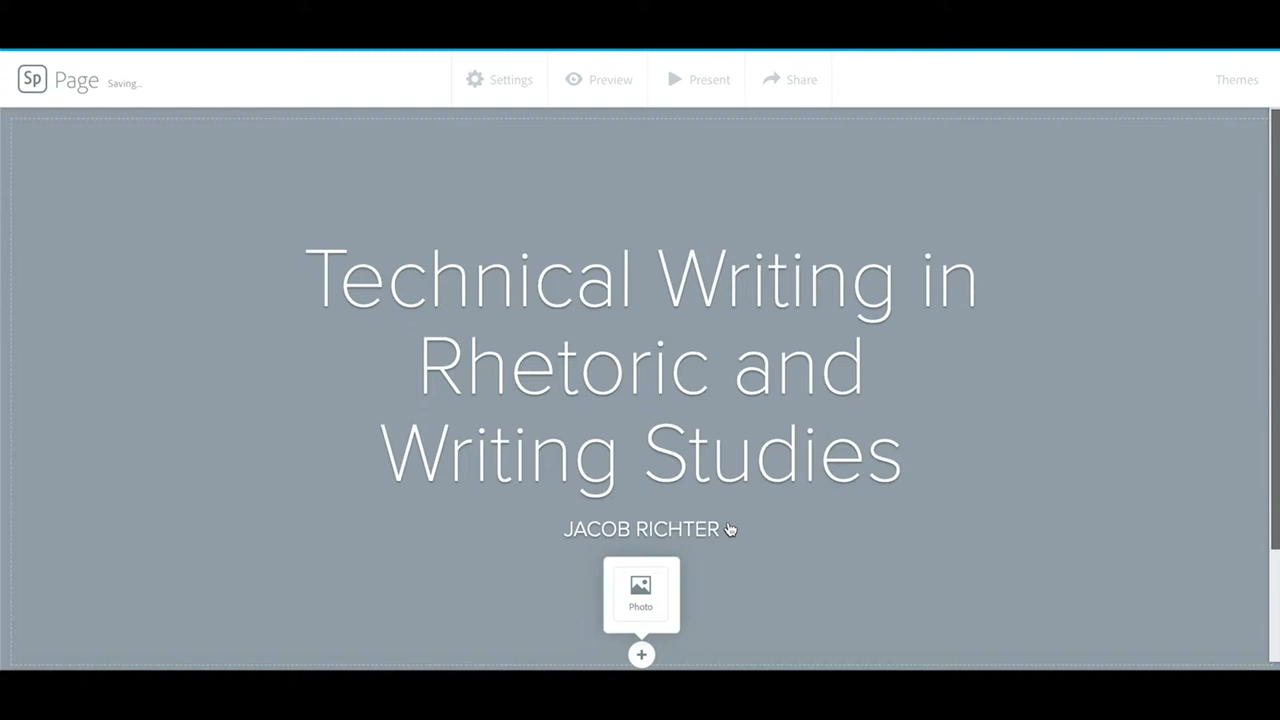 Sp Page Saving... Settings Preview Present Share Themes
Technical Writing in
Rhetoric and
Writing Studies
JACOB RICHTER
Photo
+